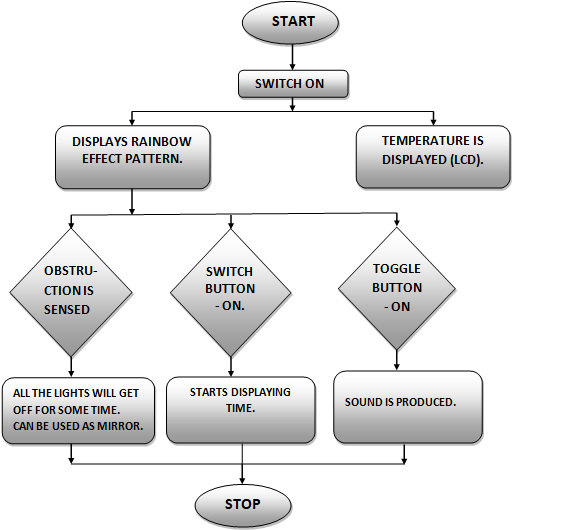 START
SWITCH ON
DISPLAYS RAINBOW
EFFECT PATTERN.
TEMPERATURE IS
DISPLAYED (LCD).
OBSTRU-
CTION IS
SENSED
SWITCH
BUTTON
- ON.
TOGGLE
BUTTON
- ON
ALL THE LIGHTS WILL GET
OFF FOR SOME TIME.
CAN BE USED AS MIRROR.
STARTS DISPLAYING
TIME.
SOUND IS PRODUCED.
STOP